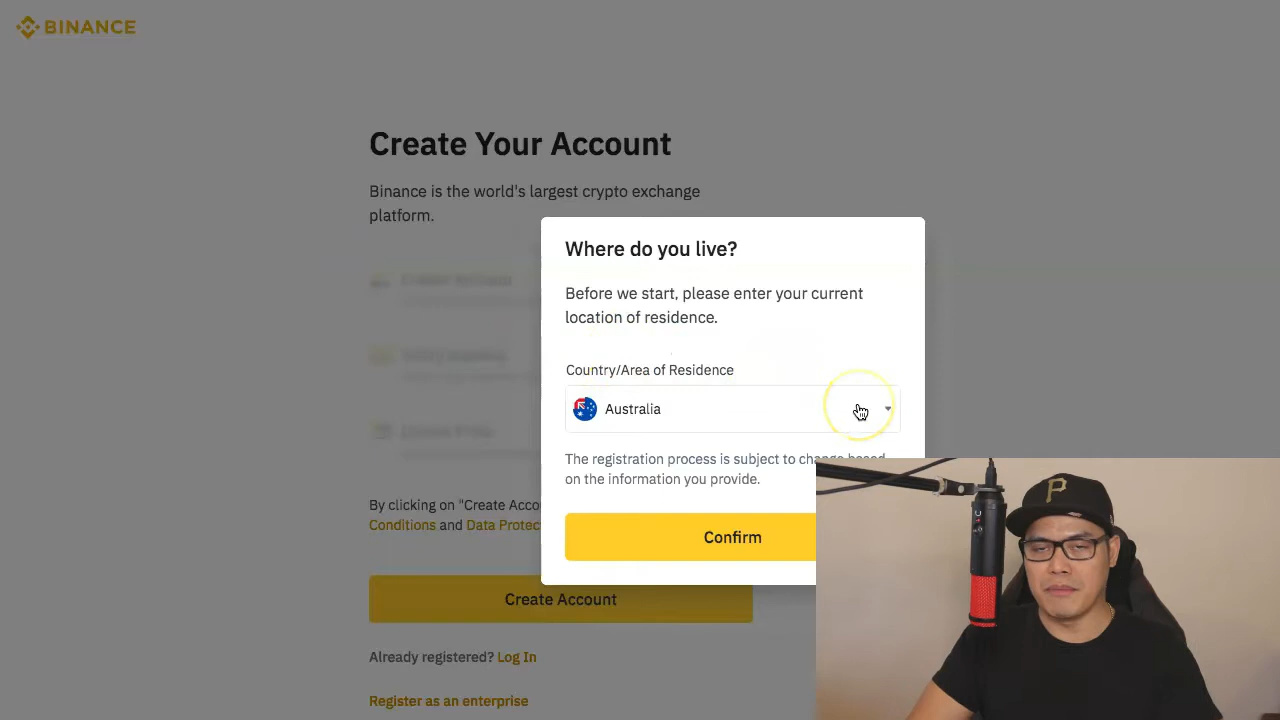 BINANCE
Create Your Account
Binance is the world's largest crypto exchange
platform.
Where do you live?
Before we start, please enter your current
location of residence.
Country/Area of Residence
Australia
The registration process is subject to change based
on the information you provide.
Confirm
By clicking on "Create Acco
Conditions and Data Protec
Create Account
Already registered? Log In
Register as an enterprise
P